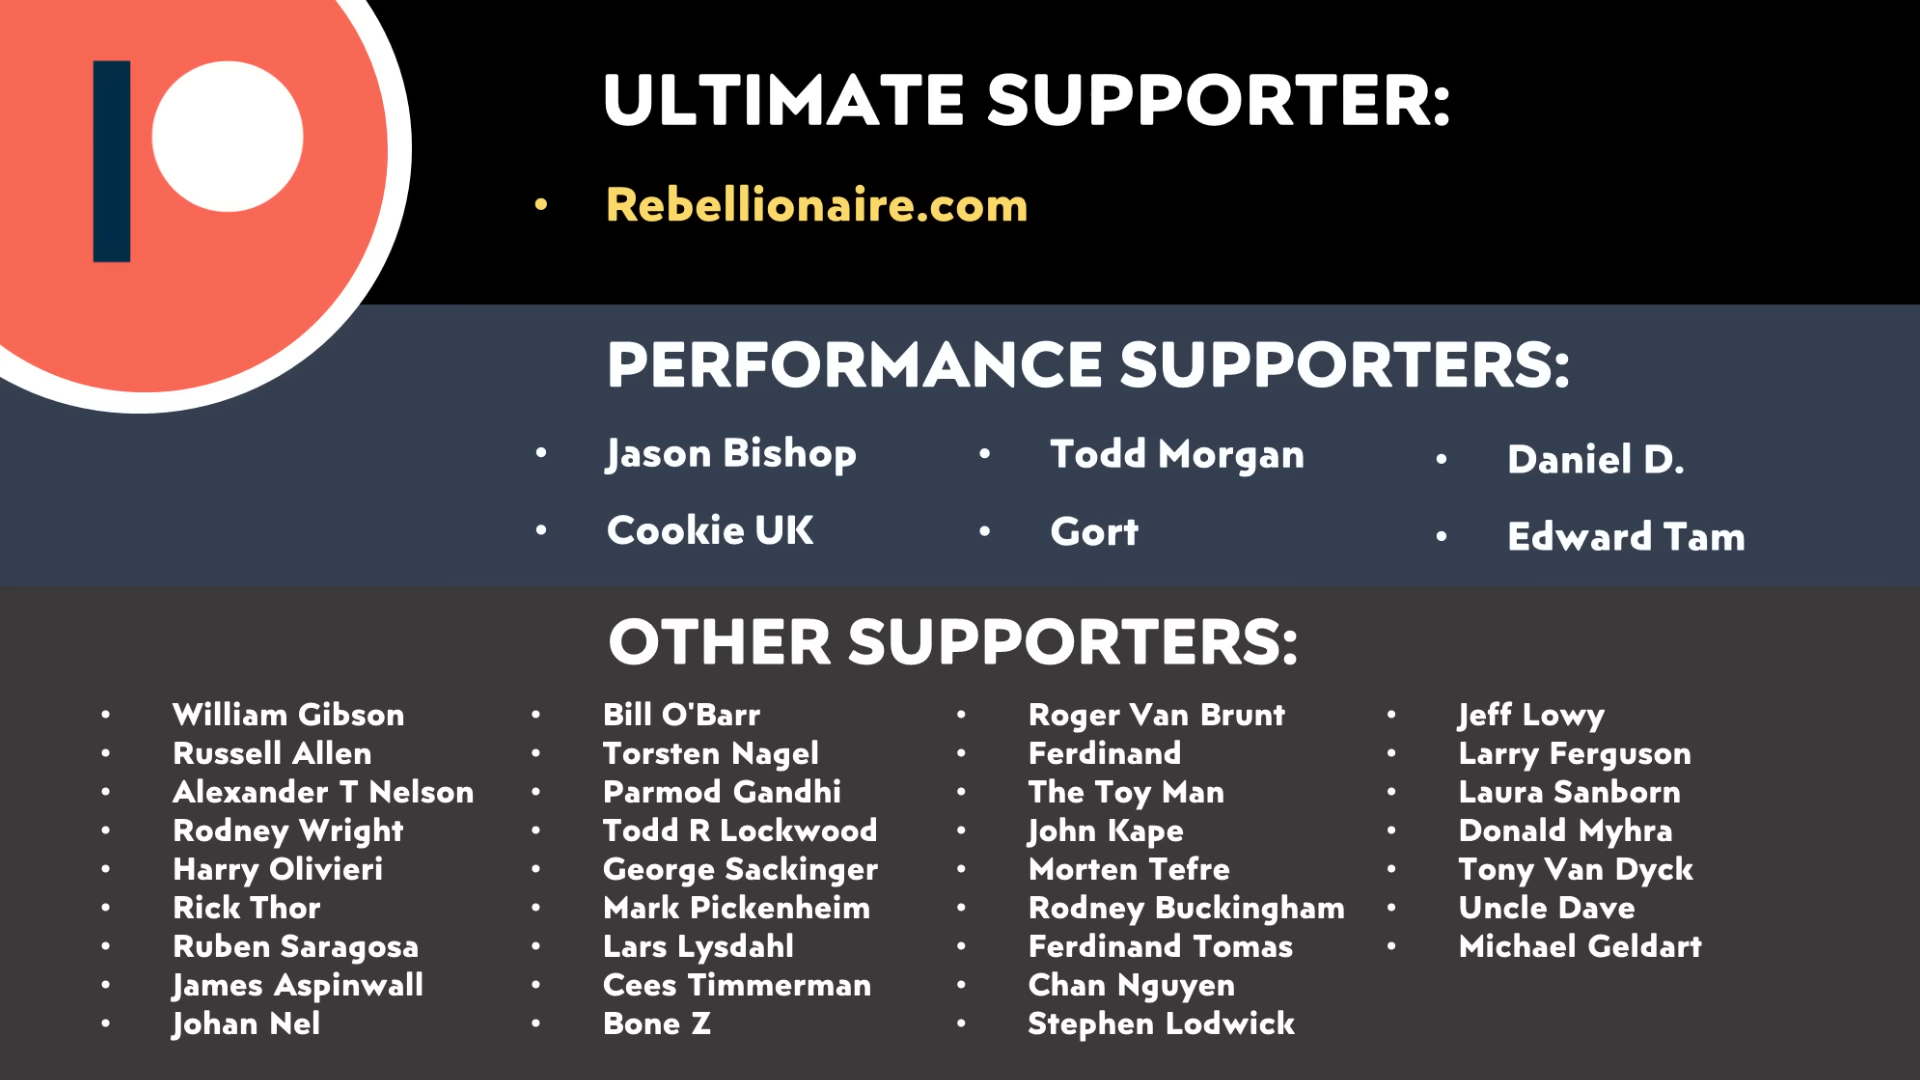 ULTIMATE SUPPORTER:
• Rebellionaire.com
PERFORMANCE SUPPORTERS:
• Jason Bishop
• Cookie UK
• Todd Morgan
• Gort
• Daniel D.
• Edward Tam
OTHER SUPPORTERS:
• William Gibson
• Russell Allen
• Alexander T Nelson
• Rodney Wright
• Harry Olivieri
• Rick Thor
• Ruben Saragosa
• James Aspinwall
• Johan Nel
• Bill O'Barr
• Torsten Nagel
• Parmod Gandhi
• Todd R Lockwood
• George Sackinger
• Mark Pickenheim
• Lars Lysdahl
• Cees Timmerman
• Bone Z
• Roger Van Brunt
• Ferdinand
• The Toy Man
• John Kape
• Morten Tefre
• Rodney Buckingham
• Ferdinand Tomas
• Chan Nguyen
• Stephen Lodwick
• Jeff Lowy
• Larry Ferguson
• Laura Sanborn
• Donald Myhra
• Tony Van Dyck
• Uncle Dave
• Michael Geldart